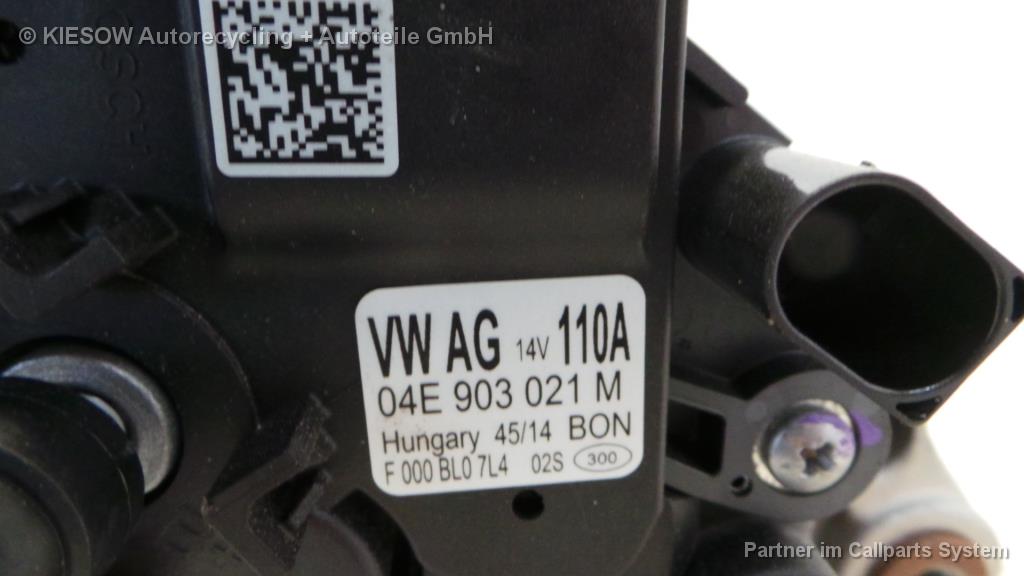 © KIESOW Autorecycling + Autoteile GmbH
BOSCH
VW AG 14V 110A
04E 903 021 M
Hungary 45/14 BON
F 000 BL0 7L4 02S 300
Partner im Callparts System